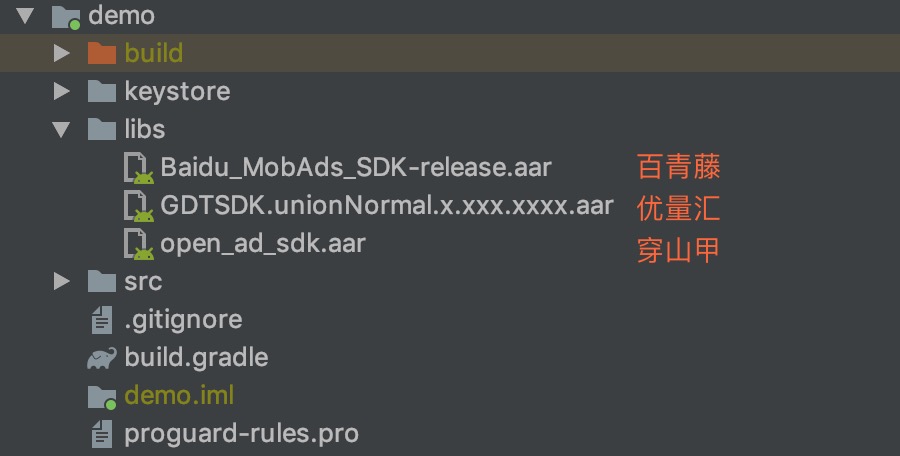 demo
build
keystore
libs
Baidu_MobAds_SDK-release.aar 百青藤
GDTSDK.unionNormal.x.xxx.xxxx.aar 优量汇
open_ad_sdk.aar 穿山甲
src
.gitignore
build.gradle
demo.iml
proguard-rules.pro